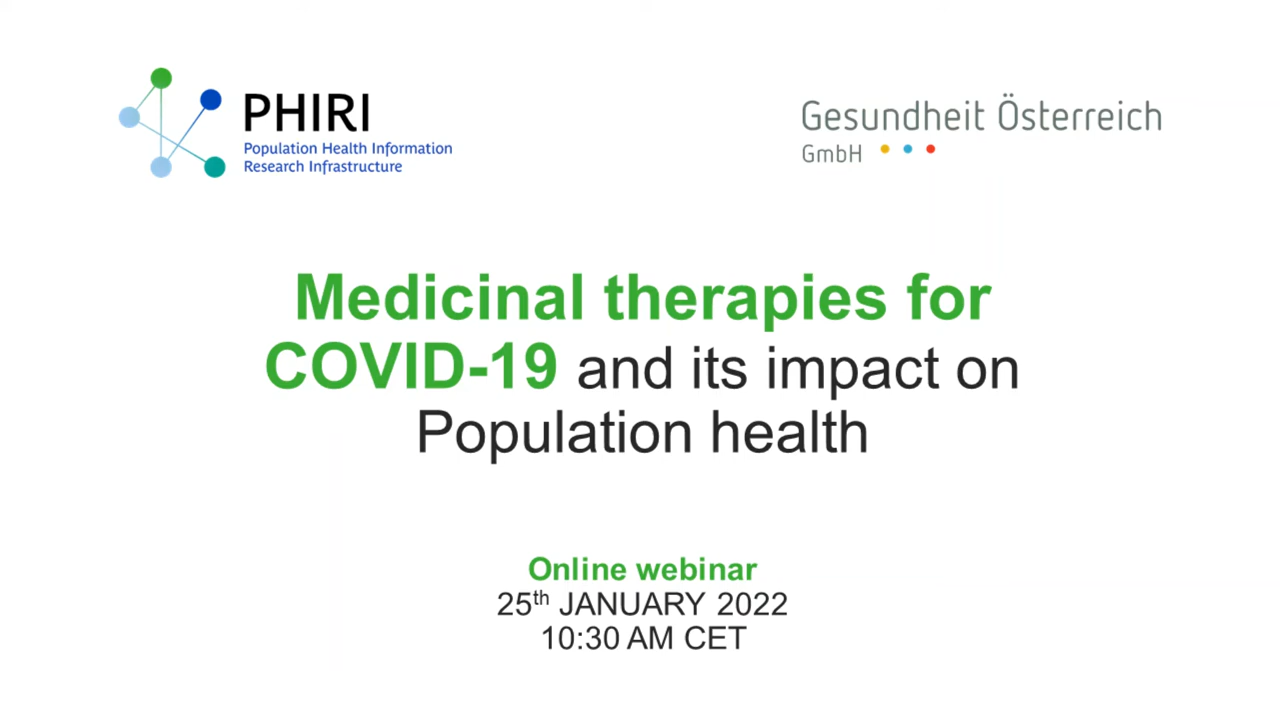 PHIRI
Population Health Information
Research Infrastructure
Gesundheit Österreich
GmbH
Medicinal therapies for
COVID-19 and its impact on
Population health
Online webinar
25th JANUARY 2022
10:30 AM CET